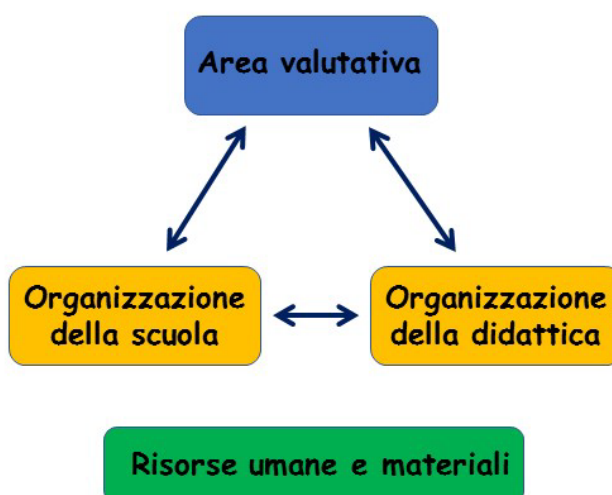 Area valutativa
Organizzazione
della scuola
Organizzazione
della didattica
Risorse umane e materiali